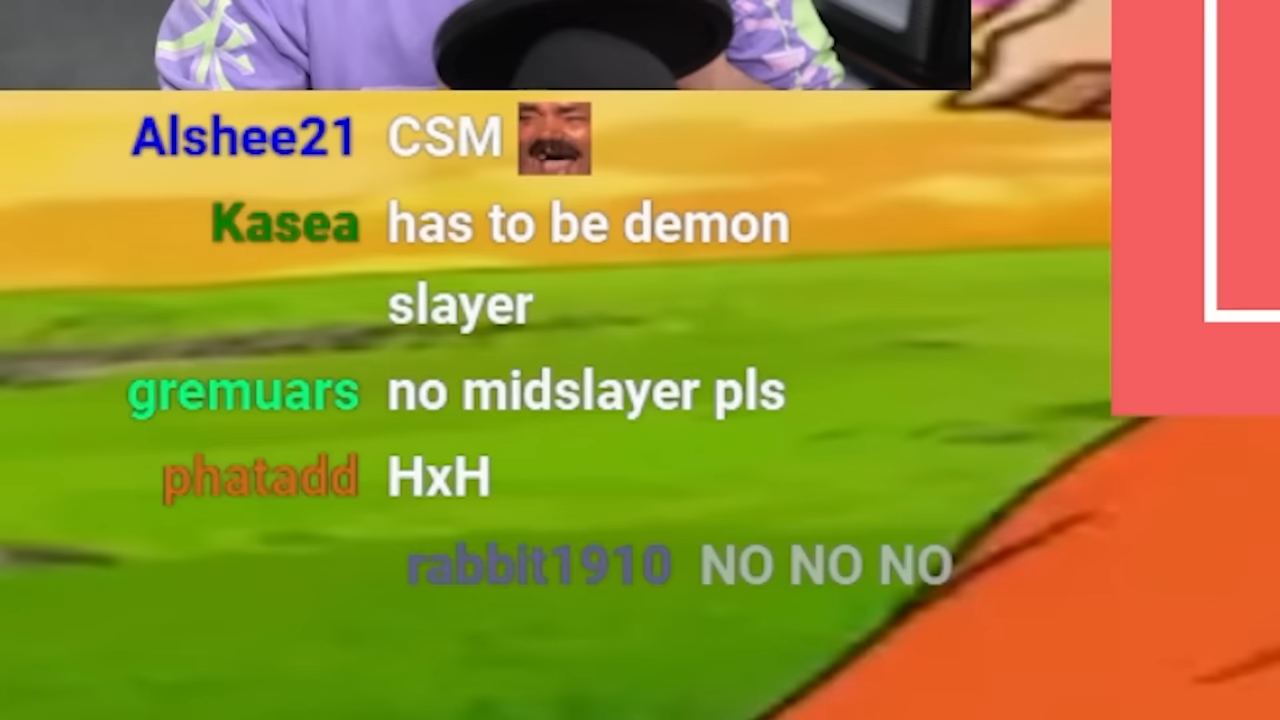 Alshee21 CSM
Kasea has to be demon
slayer
gremuars no midslayer pls
phatadd HxH
rabbit1910 NO NO NO